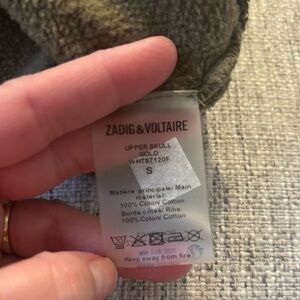 ZADIG & VOLTAIRE
UPPER SKULL
GOLD
WHTS7120F
S
Matière principale/ Main
material:
100% Coton/ Cotton
Bords côtes/ Ribs:
100% Coton/ Cotton
Keep away from fire